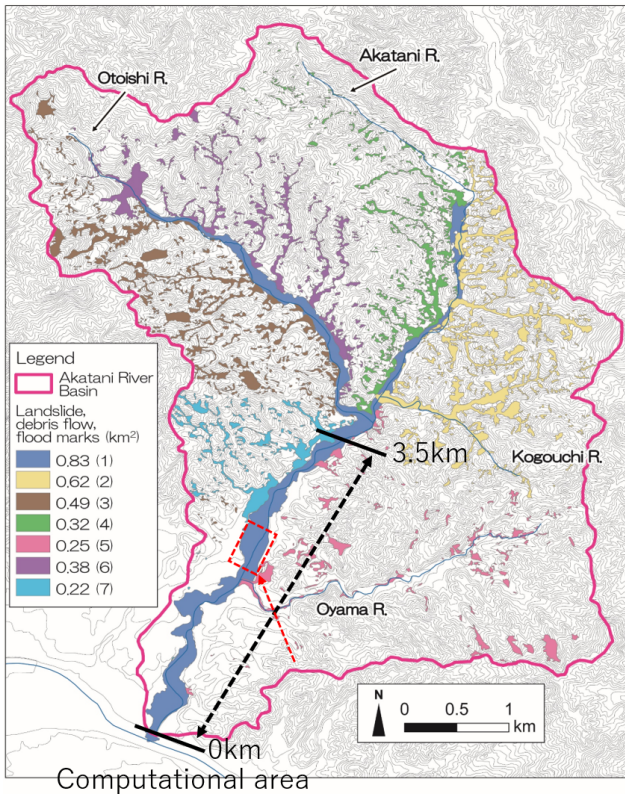 Akatani R.
Otoishi R.
Legend
Akatani River
Basin
Landslide,
debris flow,
flood marks (km²)
0.83 (1)
0.62 (2)
0.49 (3)
0.32 (4)
0.25 (5)
0.38 (6)
0.22 (7)
3.5km
Kogouchi R.
Oyama R.
N
0 0.5 1
km
0km
Computational area